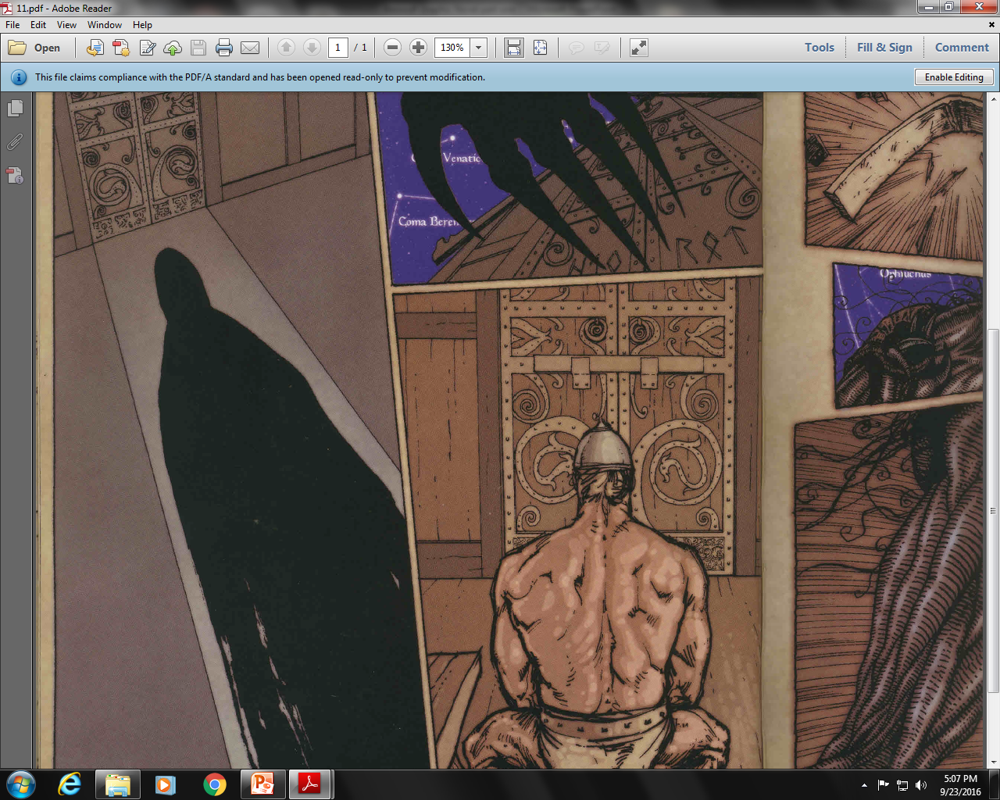 11.pdf - Adobe Reader
File Edit View Window Help
Open 1 / 1 130% Tools Fill & Sign Comment
This file claims compliance with the PDF/A standard and has been opened read-only to prevent modification. Enable Editing
Venatic
Coma Beren
ROT
Ophiuchus
5:07 PM
9/23/2016